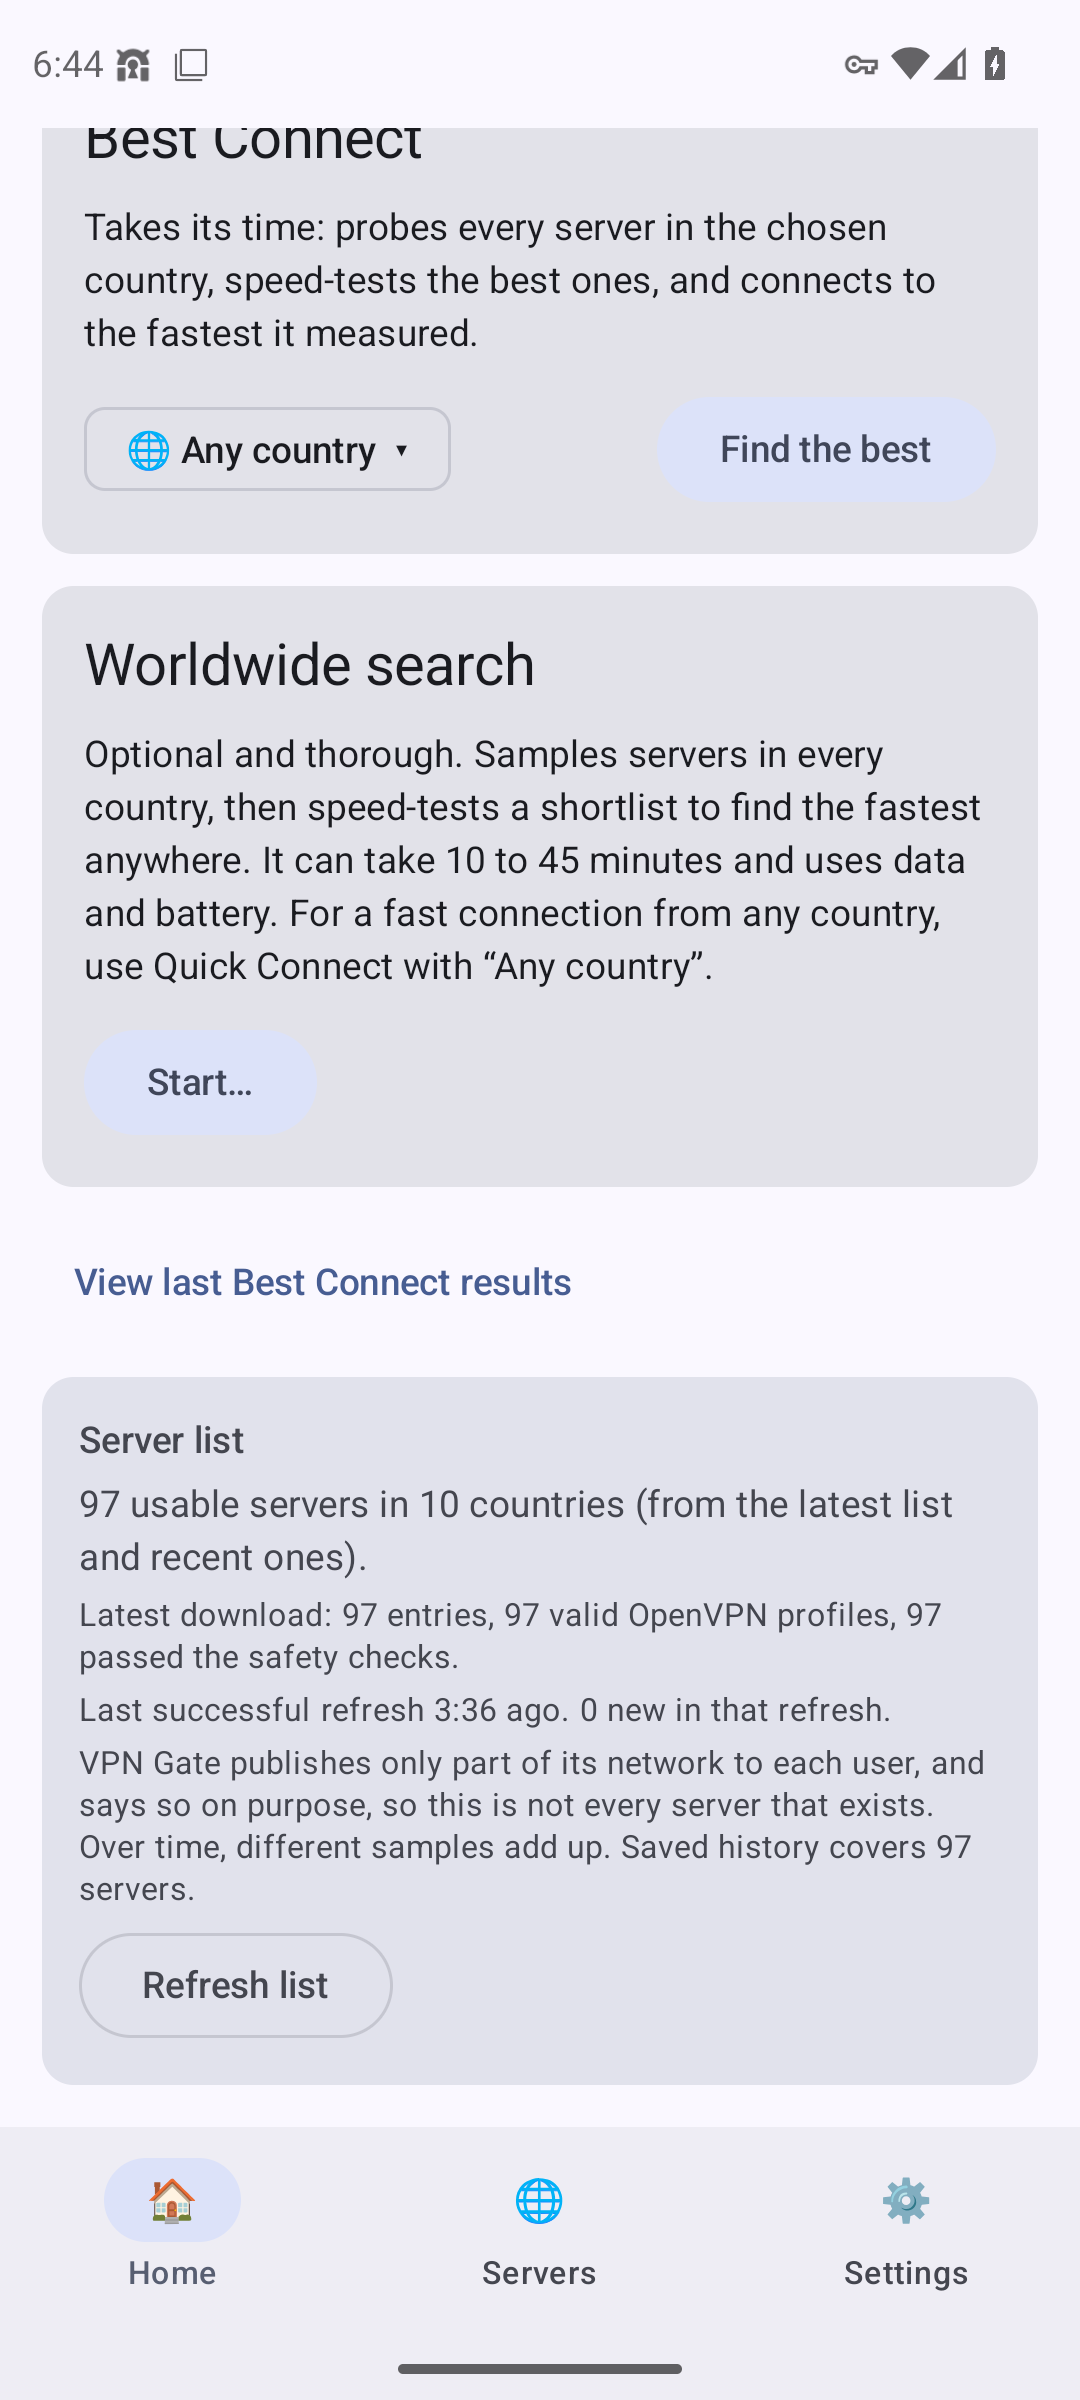 6:44
Best Connect
Takes its time: probes every server in the chosen
country, speed-tests the best ones, and connects to
the fastest it measured.
Any country ▾
Find the best
Worldwide search
Optional and thorough. Samples servers in every
country, then speed-tests a shortlist to find the fastest
anywhere. It can take 10 to 45 minutes and uses data
and battery. For a fast connection from any country,
use Quick Connect with “Any country”.
Start…
View last Best Connect results
Server list
97 usable servers in 10 countries (from the latest list
and recent ones).
Latest download: 97 entries, 97 valid OpenVPN profiles, 97
passed the safety checks.
Last successful refresh 3:36 ago. 0 new in that refresh.
VPN Gate publishes only part of its network to each user, and
says so on purpose, so this is not every server that exists.
Over time, different samples add up. Saved history covers 97
servers.
Refresh list
Home
Servers
Settings